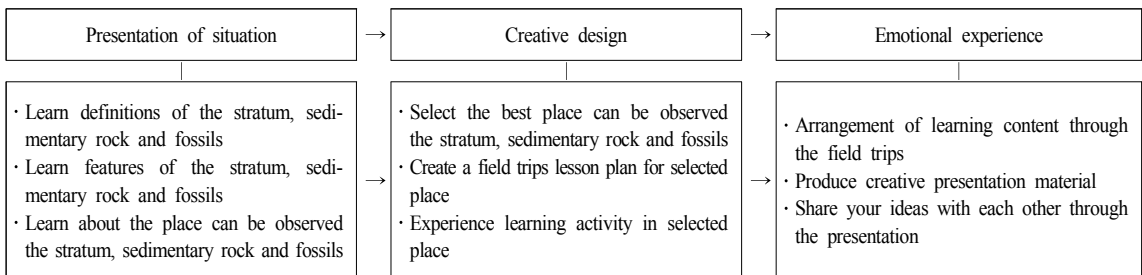 Presentation of situation → Creative design → Emotional experience
· Learn definitions of the stratum, sedi-
mentary rock and fossils
· Learn features of the stratum, sedi-
mentary rock and fossils
· Learn about the place can be observed
the stratum, sedimentary rock and fossils
→
· Select the best place can be observed
the stratum, sedimentary rock and fossils
· Create a field trips lesson plan for selected
place
· Experience learning activity in selected
place
→
· Arrangement of learning content through
the field trips
· Produce creative presentation material
· Share your ideas with each other through
the presentation